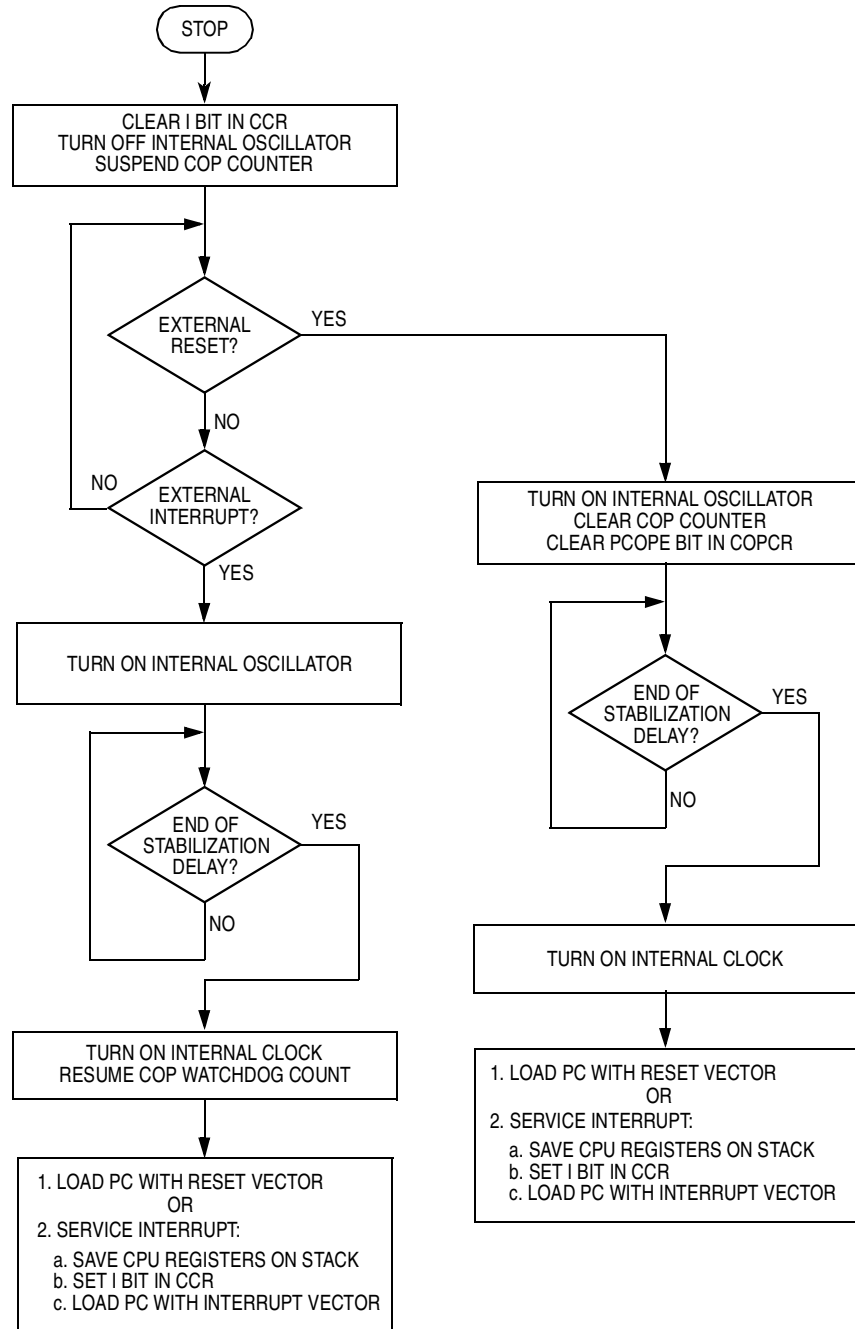 STOP
CLEAR I BIT IN CCR
TURN OFF INTERNAL OSCILLATOR
SUSPEND COP COUNTER
EXTERNAL
RESET?
YES
NO
EXTERNAL
INTERRUPT?
NO
YES
TURN ON INTERNAL OSCILLATOR
END OF
STABILIZATION
DELAY?
YES
NO
TURN ON INTERNAL CLOCK
RESUME COP WATCHDOG COUNT
1. LOAD PC WITH RESET VECTOR
OR
2. SERVICE INTERRUPT:
a. SAVE CPU REGISTERS ON STACK
b. SET I BIT IN CCR
c. LOAD PC WITH INTERRUPT VECTOR
TURN ON INTERNAL OSCILLATOR
CLEAR COP COUNTER
CLEAR PCOPE BIT IN COPCR
END OF
STABILIZATION
DELAY?
YES
NO
TURN ON INTERNAL CLOCK
1. LOAD PC WITH RESET VECTOR
OR
2. SERVICE INTERRUPT:
a. SAVE CPU REGISTERS ON STACK
b. SET I BIT IN CCR
c. LOAD PC WITH INTERRUPT VECTOR